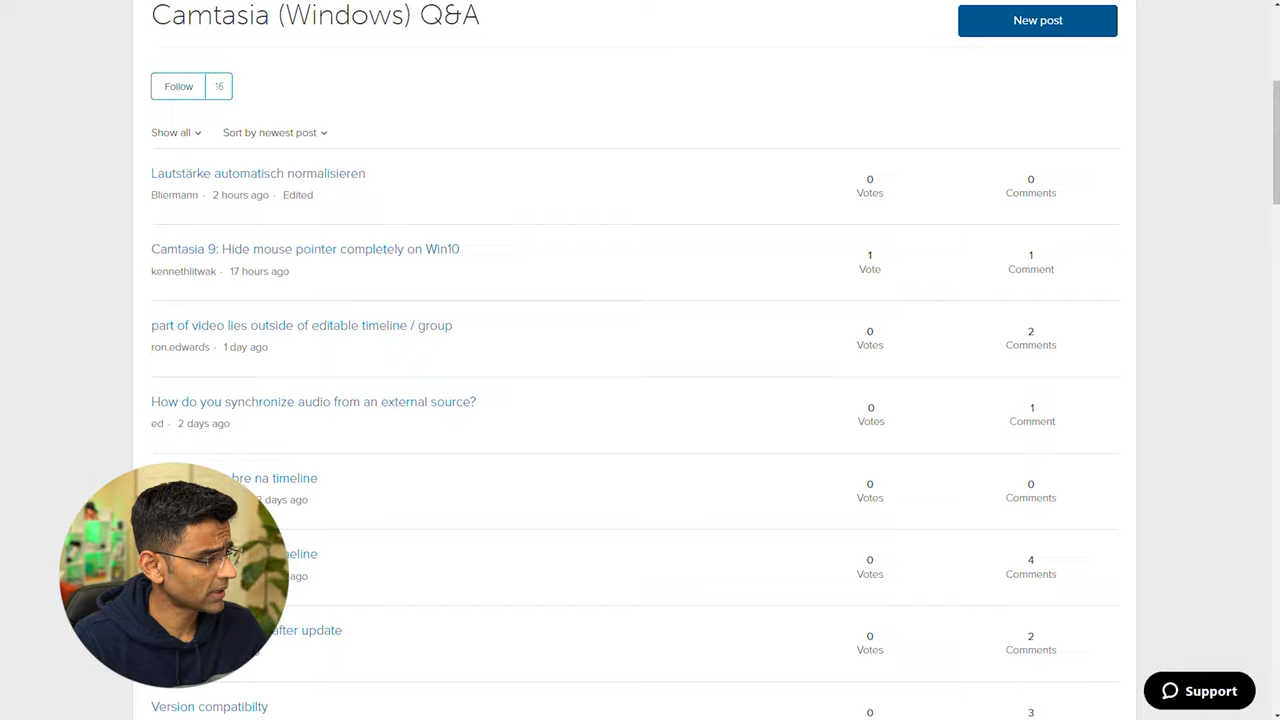 Camtasia (Windows) Q&A
New post
Follow 16
Show all Sort by newest post
Lautstärke automatisch normalisieren
Bliermann · 2 hours ago · Edited
0 Votes
0 Comments
Camtasia 9: Hide mouse pointer completely on Win10
kennethlitwak · 17 hours ago
1 Vote
1 Comment
part of video lies outside of editable timeline / group
ron.edwards · 1 day ago
0 Votes
2 Comments
How do you synchronize audio from an external source?
ed · 2 days ago
0 Votes
1 Comment
bre na timeline
days ago
0 Votes
0 Comments
eline
ago
0 Votes
4 Comments
after update
0 Votes
2 Comments
Version compatibilty
0
3
Support